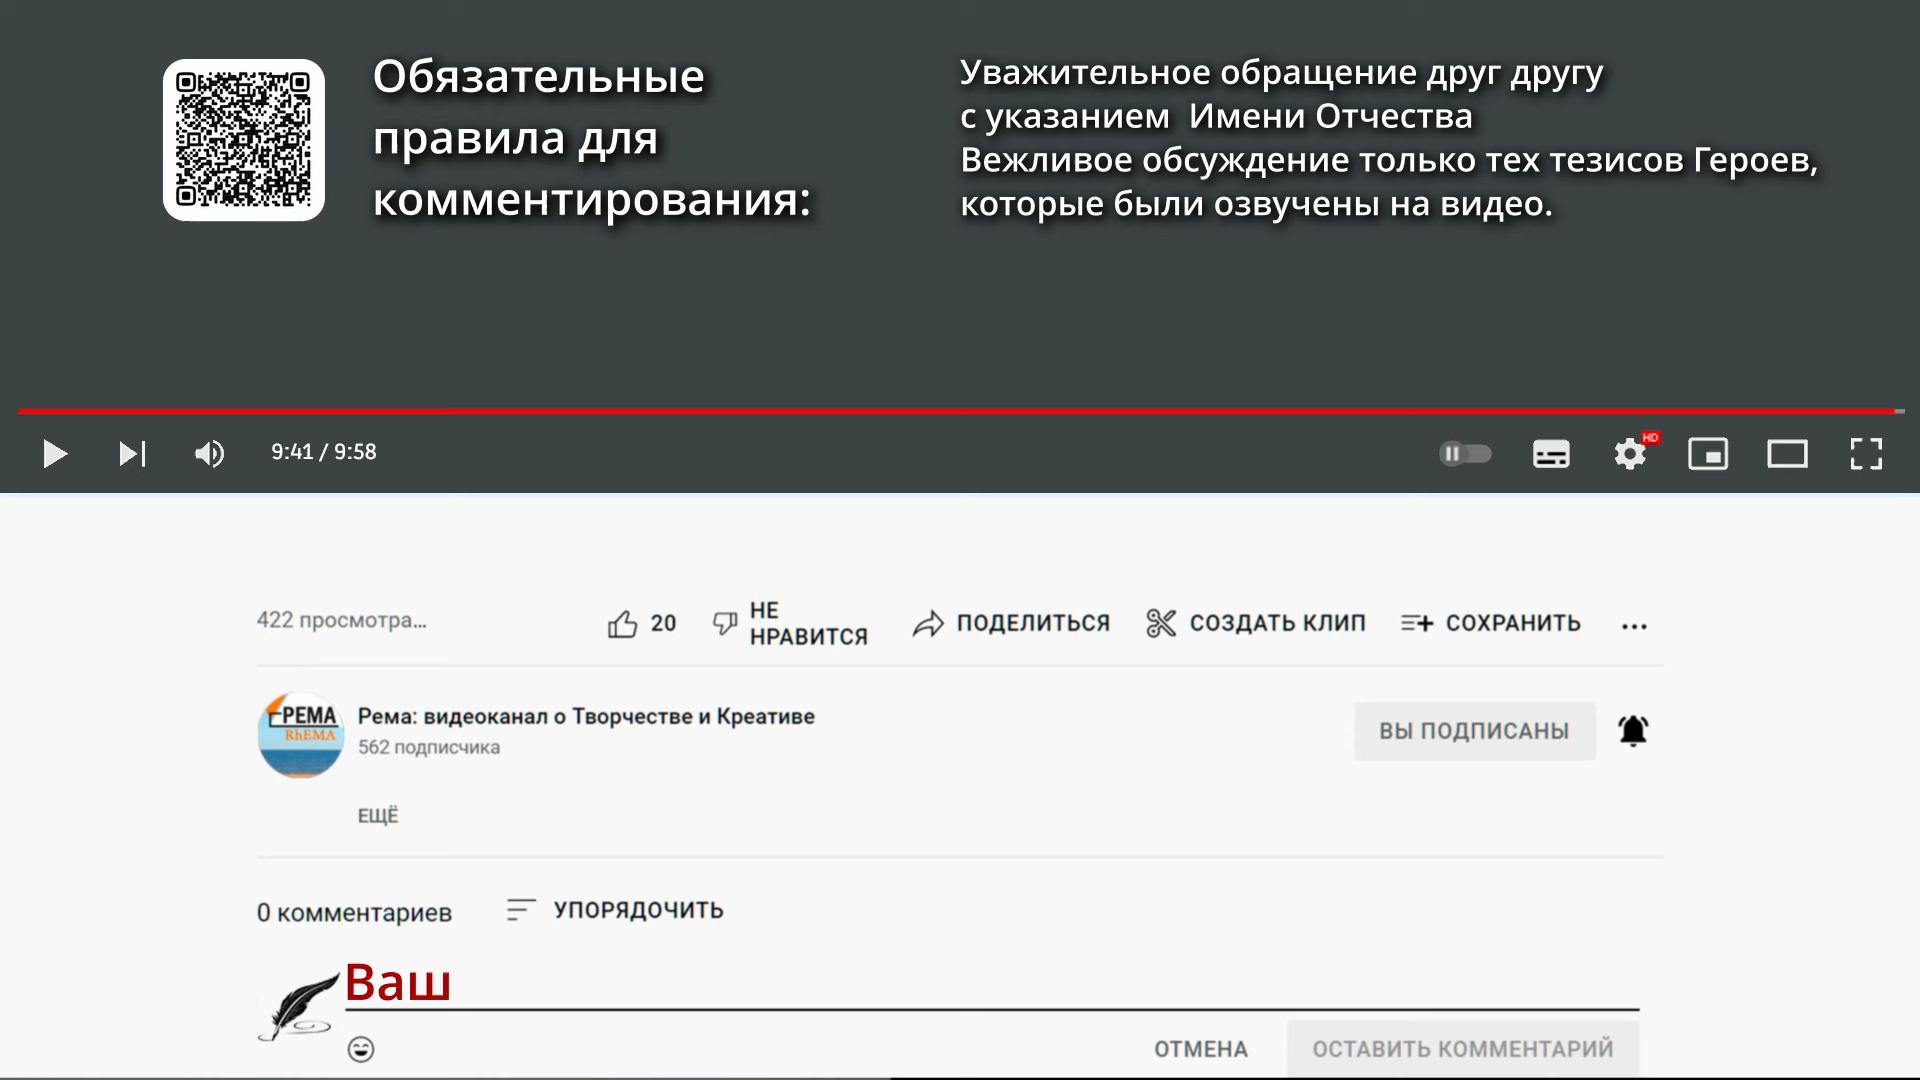 Обязательные
правила для
комментирования:
Уважительное обращение друг другу
с указанием Имени Отчества
Вежливое обсуждение только тех тезисов Героев,
которые были озвучены на видео.
9:41 / 9:58
HD
422 просмотра...
20
НЕ
НРАВИТСЯ
ПОДЕЛИТЬСЯ
СОЗДАТЬ КЛИП
СОХРАНИТЬ
РЕМА
RhEMA
Рема: видеоканал о Творчестве и Креативе
562 подписчика
ВЫ ПОДПИСАНЫ
ЕЩЁ
0 комментариев
УПОРЯДОЧИТЬ
Ваш
ОТМЕНА
ОСТАВИТЬ КОММЕНТАРИЙ